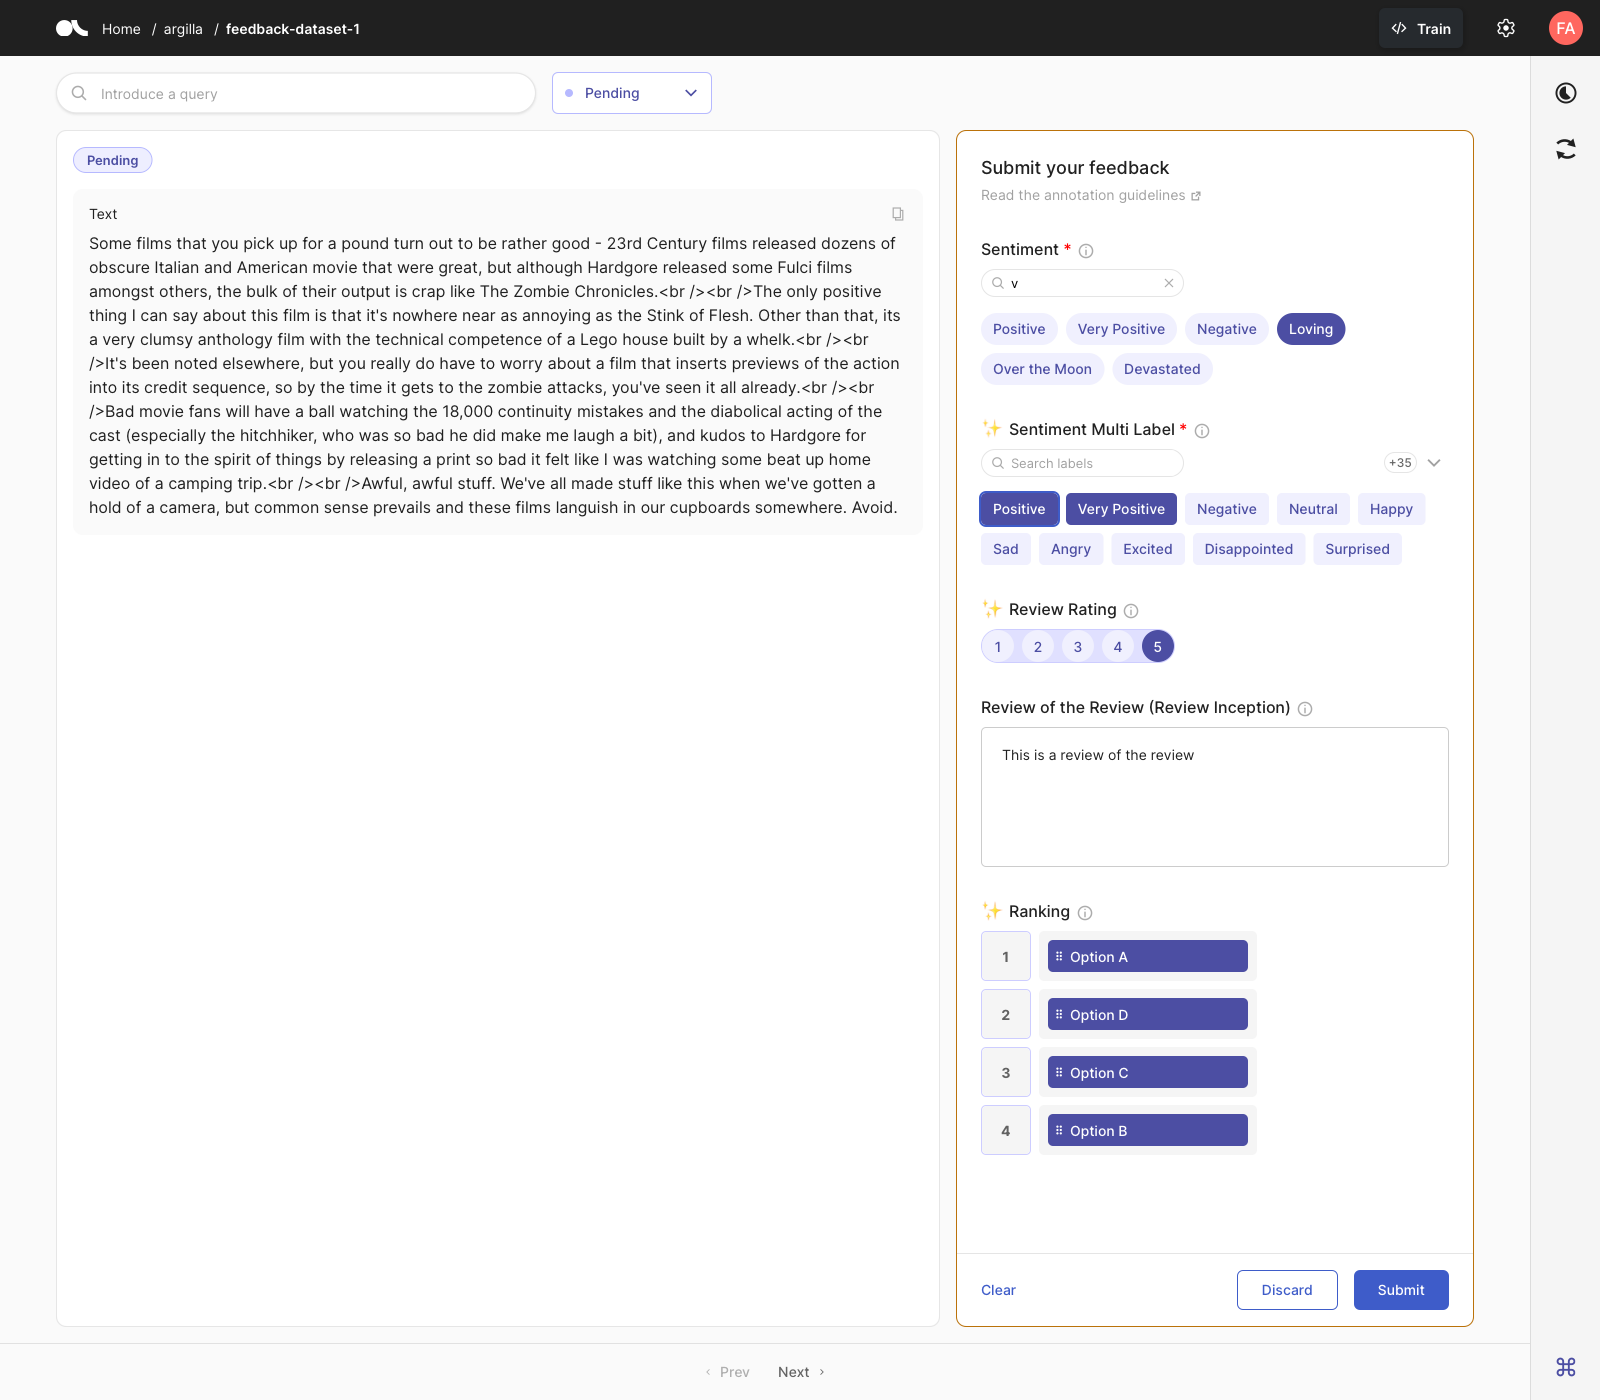 Home / argilla / feedback-dataset-1
Train
FA
Introduce a query
Pending
Pending
Text
Some films that you pick up for a pound turn out to be rather good - 23rd Century films released dozens of
obscure Italian and American movie that were great, but although Hardgore released some Fulci films
amongst others, the bulk of their output is crap like The Zombie Chronicles.<br /><br />The only positive
thing I can say about this film is that it's nowhere near as annoying as the Stink of Flesh. Other than that, its
a very clumsy anthology film with the technical competence of a Lego house built by a whelk.<br /><br
/>It's been noted elsewhere, but you really do have to worry about a film that inserts previews of the action
into its credit sequence, so by the time it gets to the zombie attacks, you've seen it all already.<br /><br
/>Bad movie fans will have a ball watching the 18,000 continuity mistakes and the diabolical acting of the
cast (especially the hitchhiker, who was so bad he did make me laugh a bit), and kudos to Hardgore for
getting in to the spirit of things by releasing a print so bad it felt like I was watching some beat up home
video of a camping trip.<br /><br />Awful, awful stuff. We've all made stuff like this when we've gotten a
hold of a camera, but common sense prevails and these films languish in our cupboards somewhere. Avoid.
Submit your feedback
Read the annotation guidelines
Sentiment *
v
Positive Very Positive Negative Loving
Over the Moon Devastated
Sentiment Multi Label *
Search labels +35
Positive Very Positive Negative Neutral Happy
Sad Angry Excited Disappointed Surprised
Review Rating
1 2 3 4 5
Review of the Review (Review Inception)
This is a review of the review
Ranking
1 Option A
2 Option D
3 Option C
4 Option B
Clear Discard Submit
Prev Next